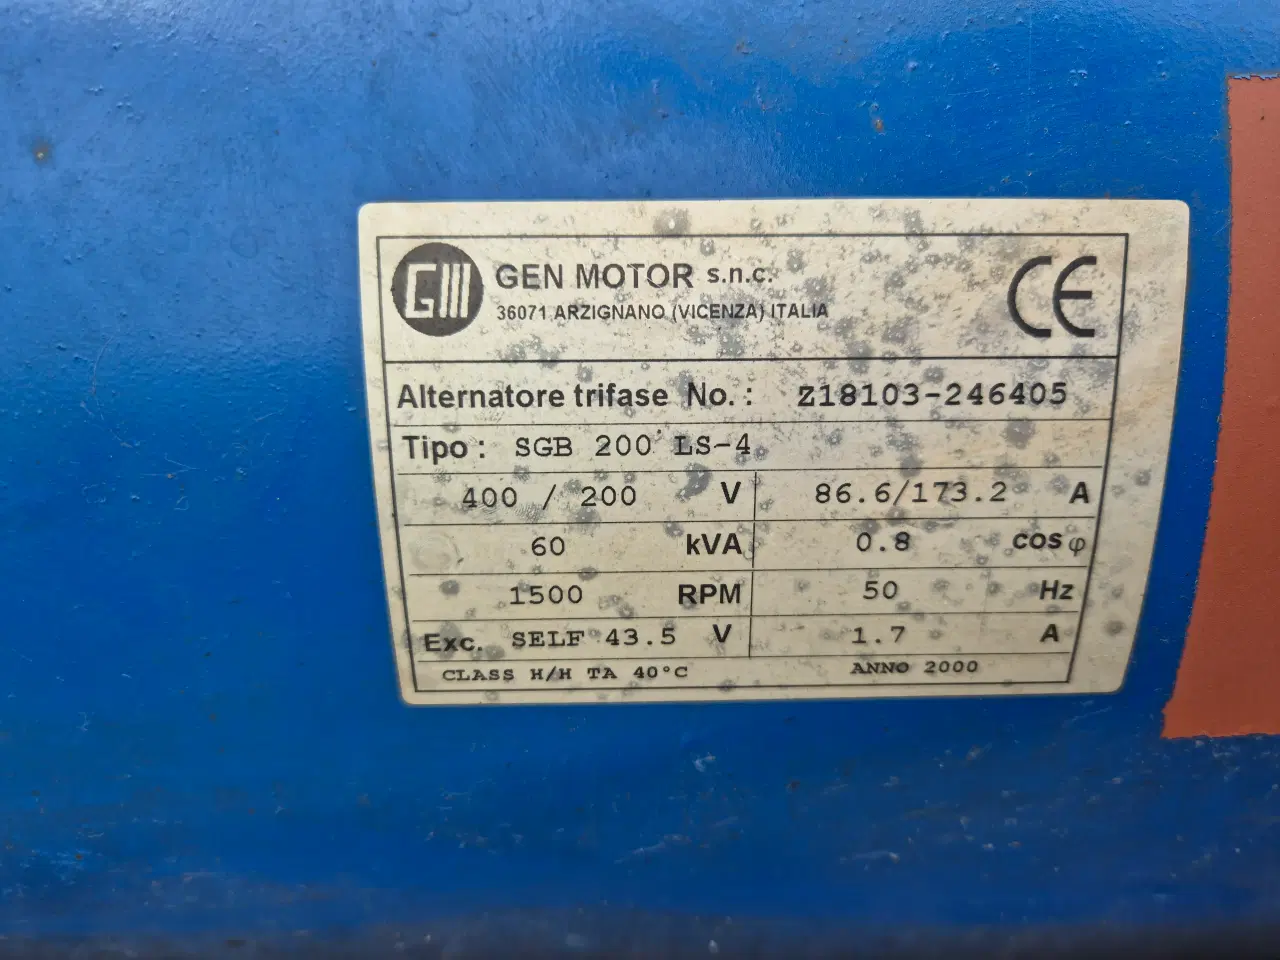 GM GEN MOTOR s.n.c. CE
36071 ARZIGNANO (VICENZA) ITALIA
Alternatore trifase No. : Z18103-246405
Tipo : SGB 200 LS-4
400 / 200 V 86.6/173.2 A
60 kVA 0.8 cos φ
1500 RPM 50 Hz
Exc. SELF 43.5 V 1.7 A
CLASS H/H TA 40°C ANNO 2000